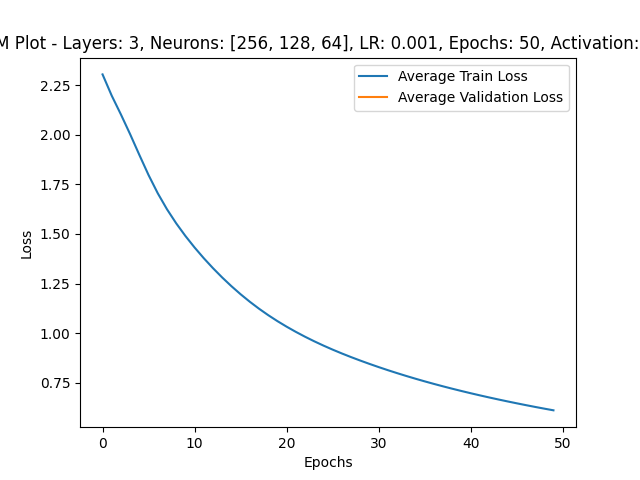 M Plot - Layers: 3, Neurons: [256, 128, 64], LR: 0.001, Epochs: 50, Activation:
Average Train Loss
Average Validation Loss
2.25
2.00
1.75
1.50
1.25
1.00
0.75
Loss
0
10
20
30
40
50
Epochs